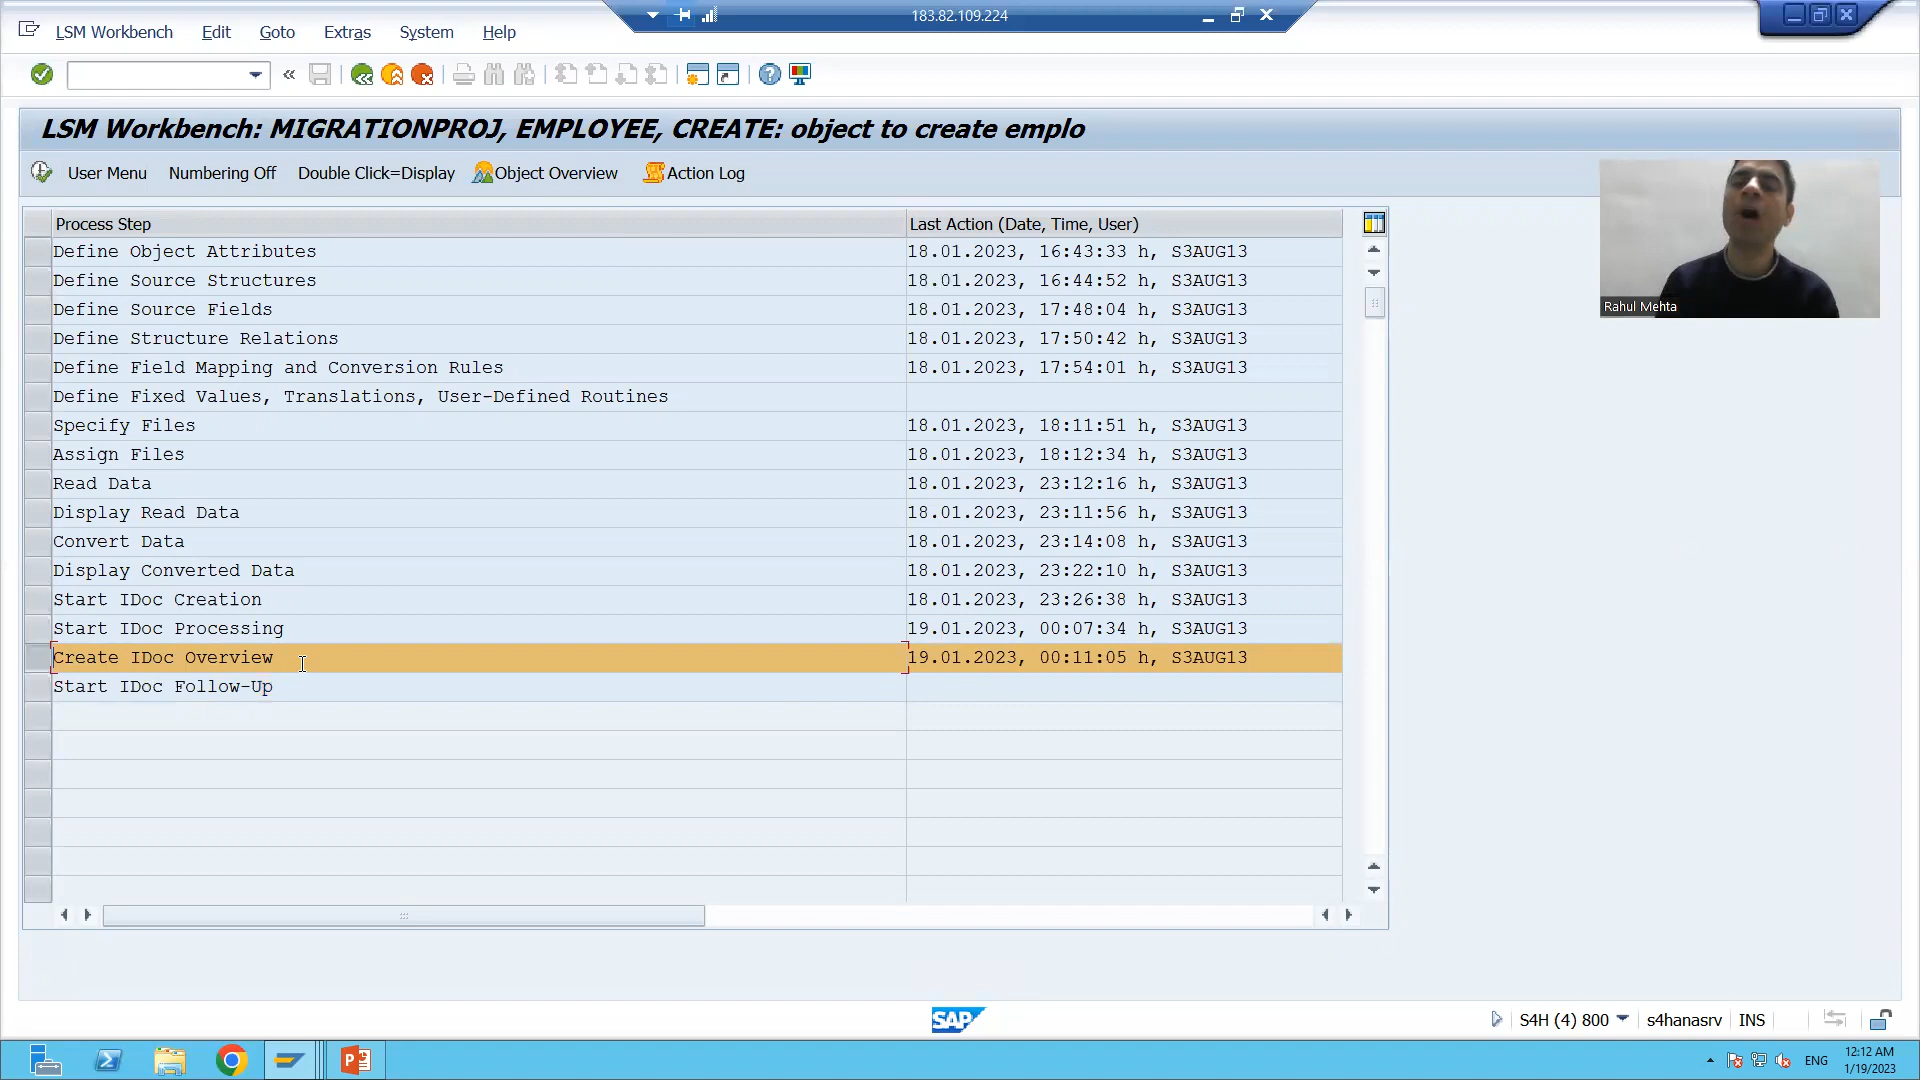 183.82.109.224
LSM Workbench Edit Goto Extras System Help
LSM Workbench: MIGRATIONPROJ, EMPLOYEE, CREATE: object to create emplo
User Menu Numbering Off Double Click=Display Object Overview Action Log
Rahul Mehta
Process Step Last Action (Date, Time, User)
Define Object Attributes 18.01.2023, 16:43:33 h, S3AUG13
Define Source Structures 18.01.2023, 16:44:52 h, S3AUG13
Define Source Fields 18.01.2023, 17:48:04 h, S3AUG13
Define Structure Relations 18.01.2023, 17:50:42 h, S3AUG13
Define Field Mapping and Conversion Rules 18.01.2023, 17:54:01 h, S3AUG13
Define Fixed Values, Translations, User-Defined Routines
Specify Files 18.01.2023, 18:11:51 h, S3AUG13
Assign Files 18.01.2023, 18:12:34 h, S3AUG13
Read Data 18.01.2023, 23:12:16 h, S3AUG13
Display Read Data 18.01.2023, 23:11:56 h, S3AUG13
Convert Data 18.01.2023, 23:14:08 h, S3AUG13
Display Converted Data 18.01.2023, 23:22:10 h, S3AUG13
Start IDoc Creation 18.01.2023, 23:26:38 h, S3AUG13
Start IDoc Processing 19.01.2023, 00:07:34 h, S3AUG13
Create IDoc Overview 19.01.2023, 00:11:05 h, S3AUG13
Start IDoc Follow-Up
SAP S4H (4) 800 s4hanasrv INS
ENG 12:12 AM
1/19/2023